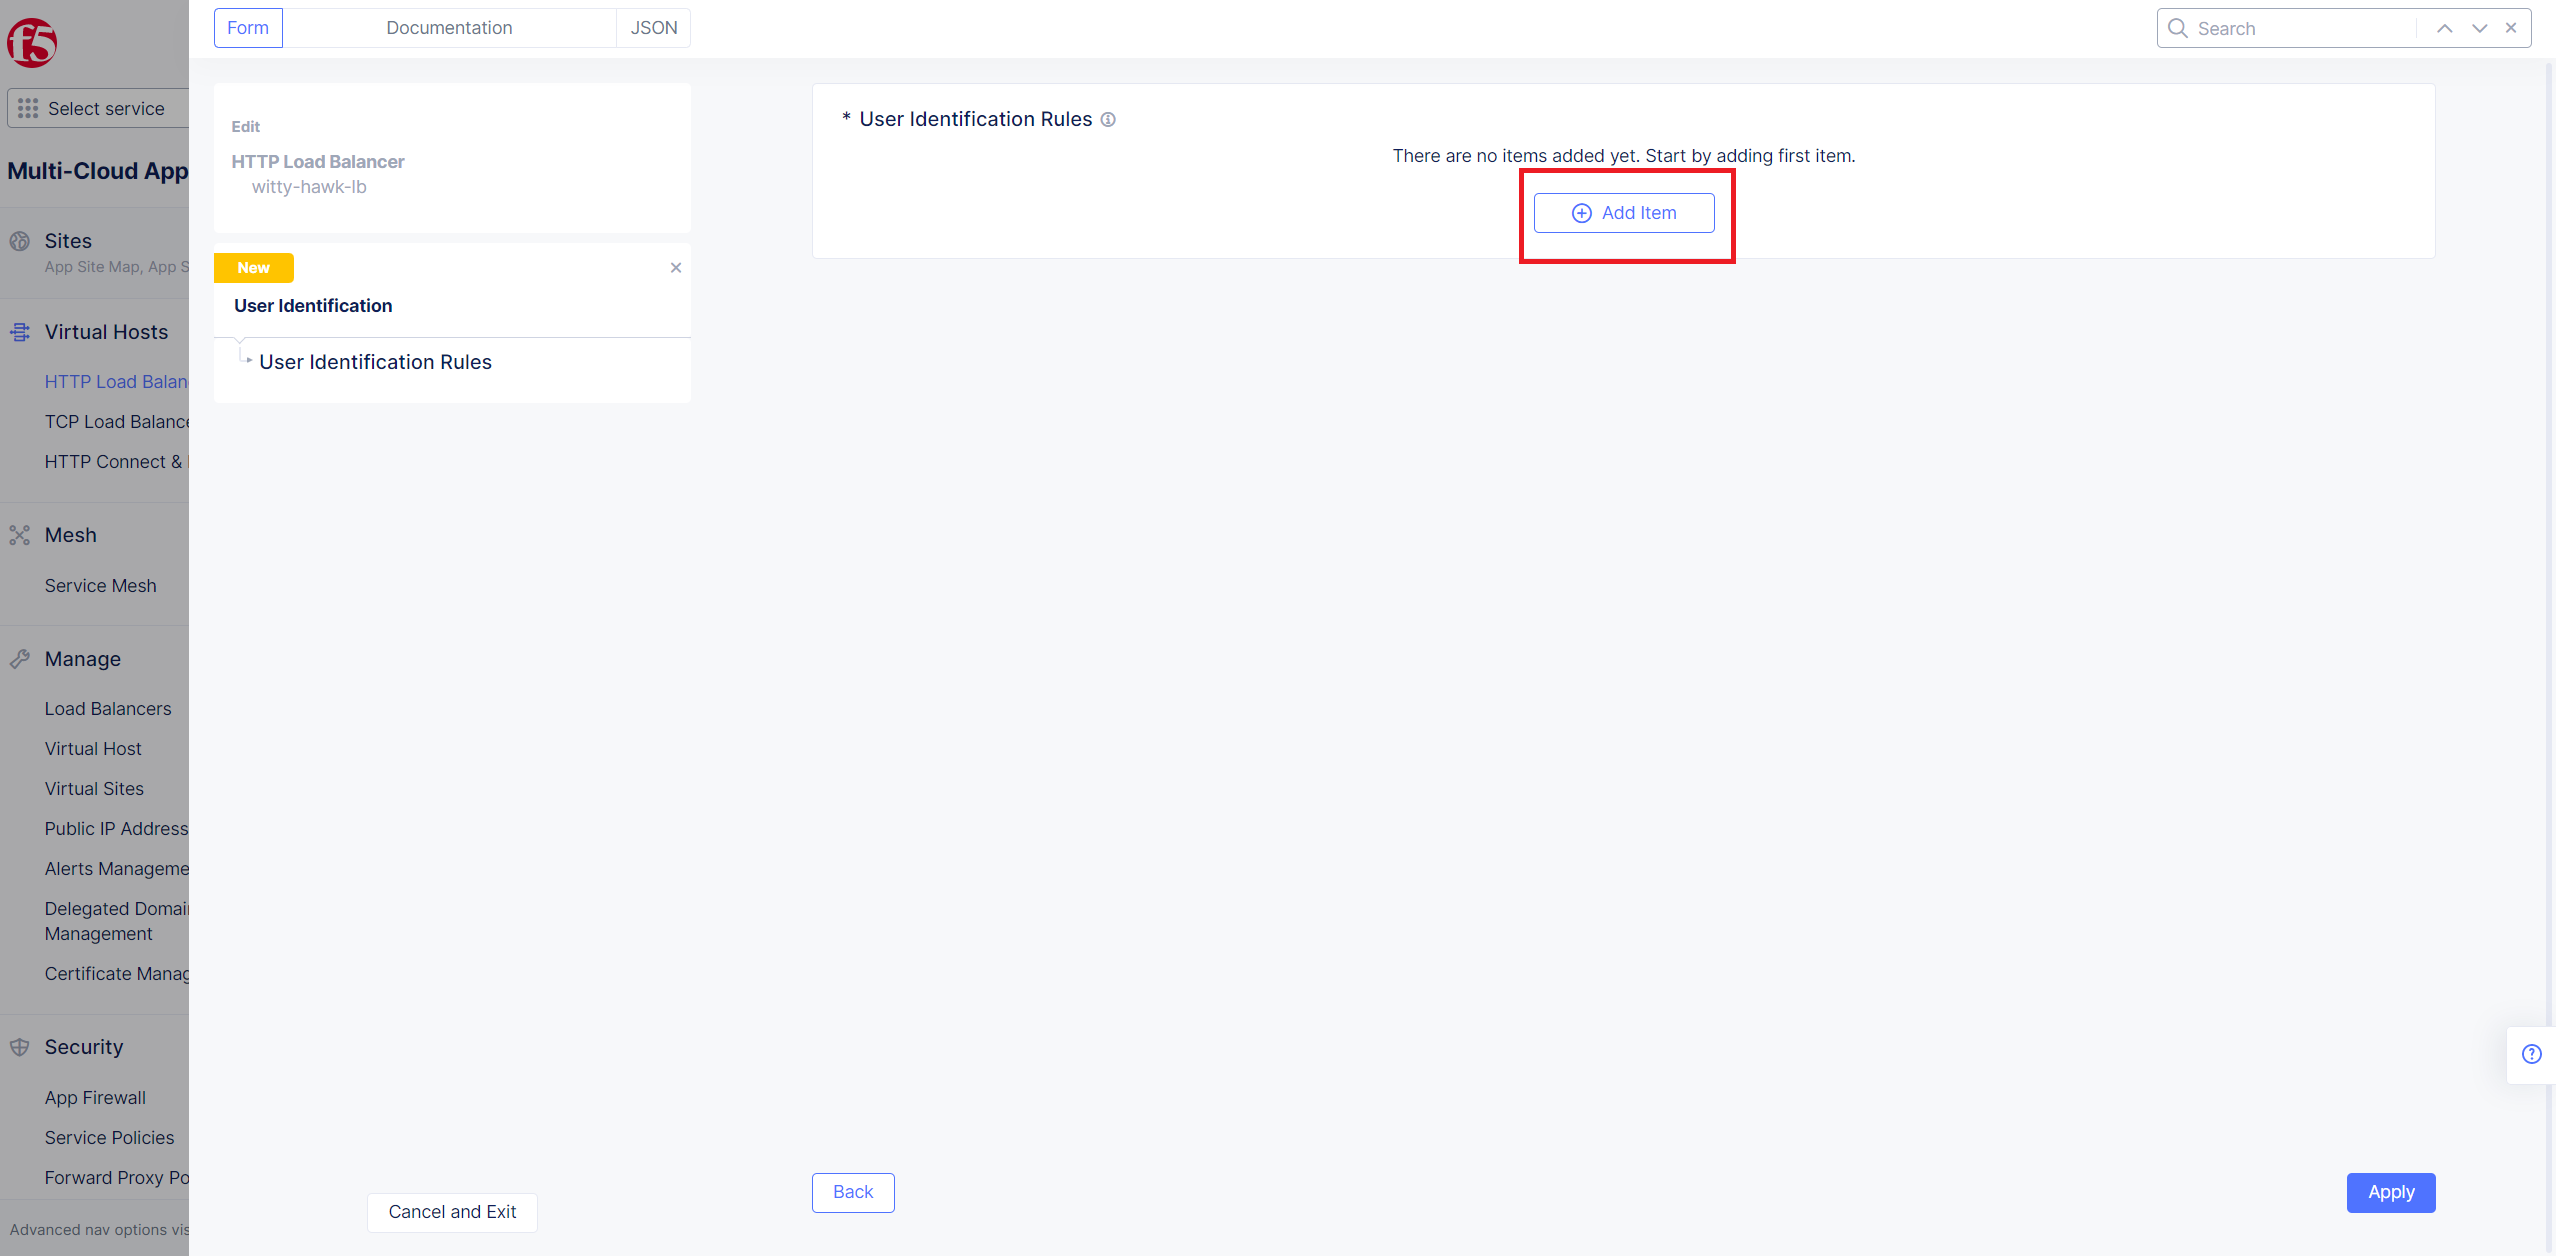 f5
Select service
Multi-Cloud App
Sites
App Site Map, App S
Virtual Hosts
HTTP Load Balan
TCP Load Balance
HTTP Connect &
Mesh
Service Mesh
Manage
Load Balancers
Virtual Host
Virtual Sites
Public IP Address
Alerts Manageme
Delegated Domai
Management
Certificate Manag
Security
App Firewall
Service Policies
Forward Proxy Po
Advanced nav options vis
Form
Documentation
JSON
Search
Edit
HTTP Load Balancer
witty-hawk-lb
New
User Identification
User Identification Rules
Cancel and Exit
* User Identification Rules
There are no items added yet. Start by adding first item.
Add Item
Back
Apply